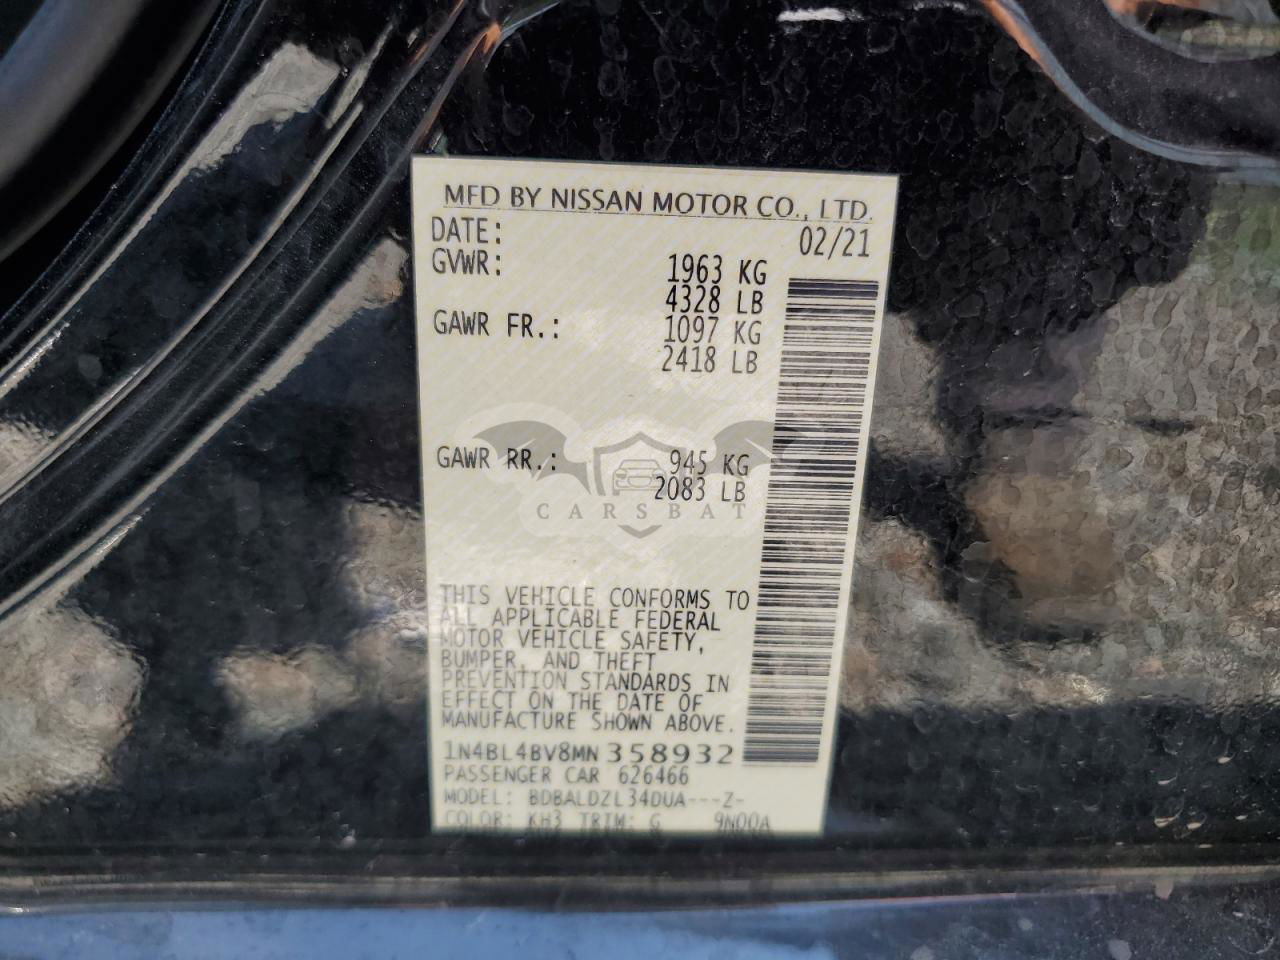 MFD BY NISSAN MOTOR CO., LTD.
DATE: 02/21
GVWR: 1963 KG
4328 LB
GAWR FR.: 1097 KG
2418 LB
GAWR RR.: 945 KG
2083 LB
CARSBAT
THIS VEHICLE CONFORMS TO
ALL APPLICABLE FEDERAL
MOTOR VEHICLE SAFETY,
BUMPER, AND THEFT
PREVENTION STANDARDS IN
EFFECT ON THE DATE OF
MANUFACTURE SHOWN ABOVE.
1N4BL4BV8MN358932
PASSENGER CAR 626466
MODEL: BDBALDZL34DUA---Z-
COLOR: KH3 TRIM: G 9N00A